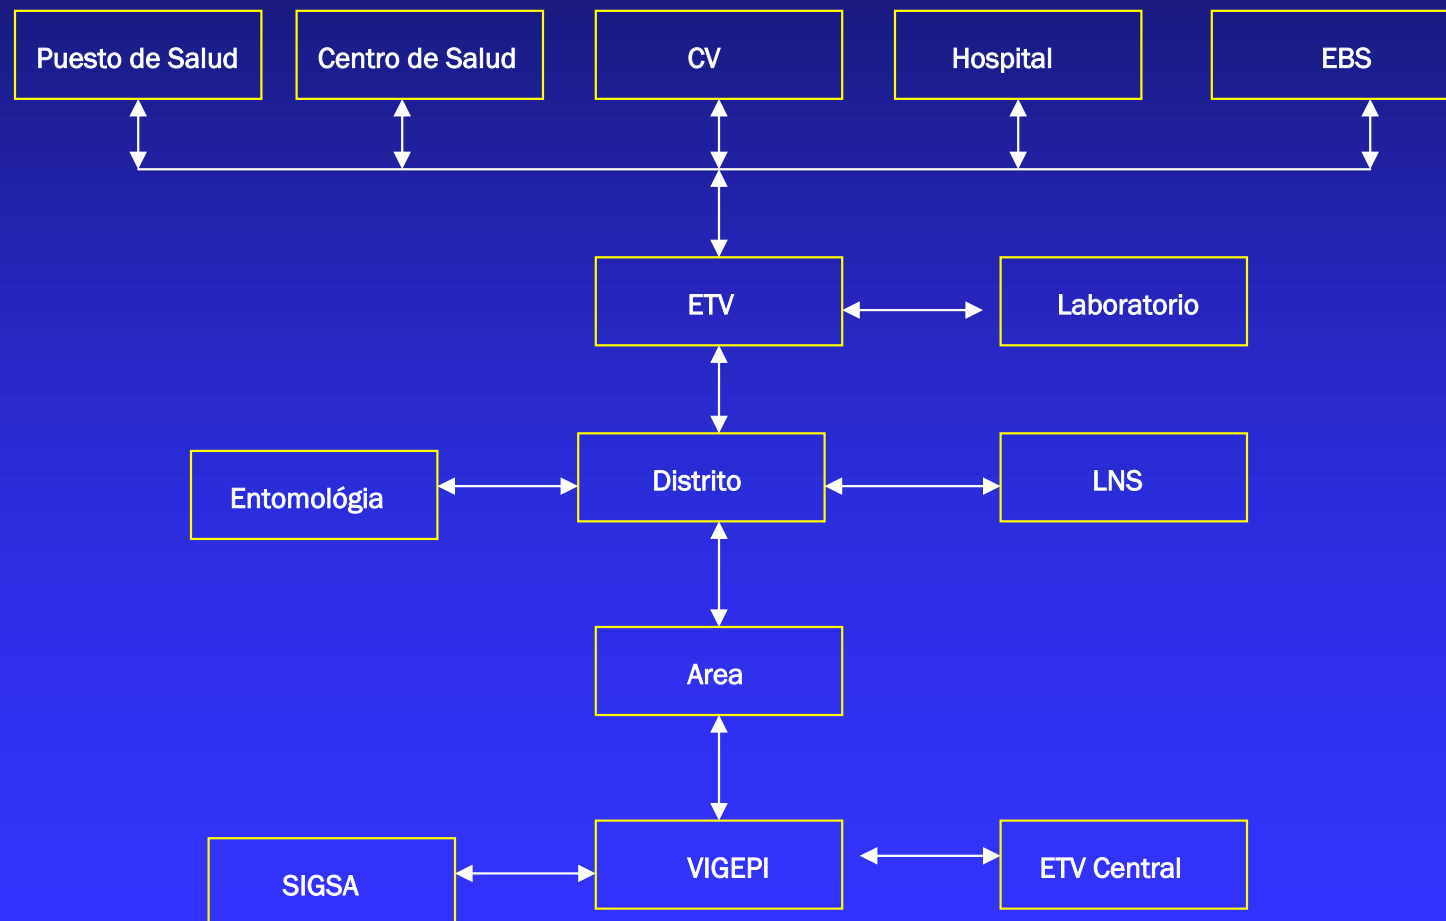 Puesto de Salud
Centro de Salud
CV
Hospital
EBS
ETV
Laboratorio
Entomológia
Distrito
LNS
Area
SIGSA
VIGEPI
ETV Central